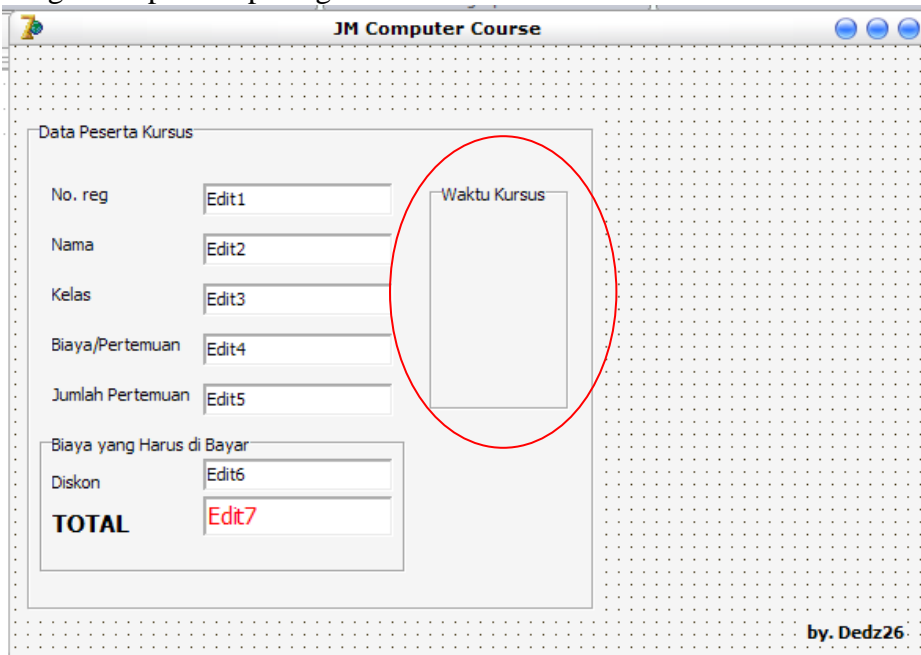 JM Computer Course
Data Peserta Kursus
No. reg Edit1
Waktu Kursus
Nama Edit2
Kelas Edit3
Biaya/Pertemuan Edit4
Jumlah Pertemuan Edit5
Biaya yang Harus di Bayar
Diskon Edit6
TOTAL Edit7
by. Dedz26